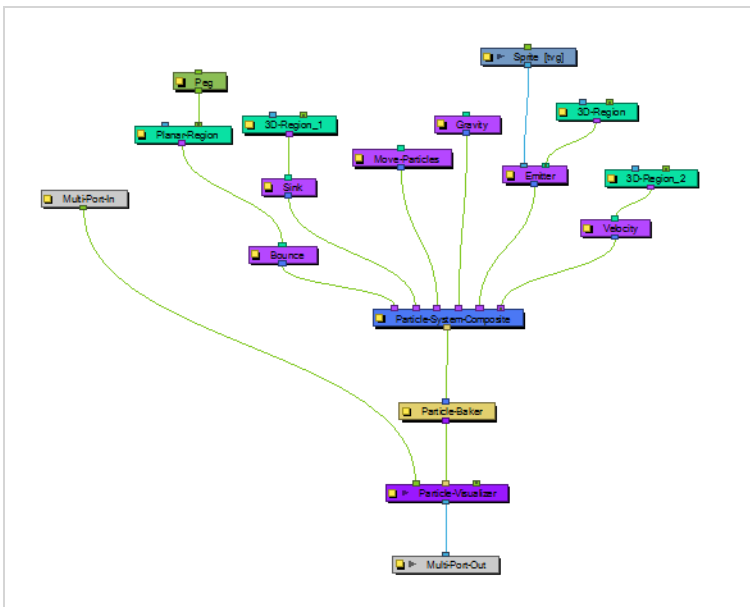 Sprite [tvg]
Peg
3D-Region
3D-Region_1
Gravity
Planar-Region
Move-Particles
Emitter
3D-Region_2
Sink
Multi-Port-In
Velocity
Bounce
Particle-System-Composite
Particle-Baker
Particle-Visualizer
Multi-Port-Out